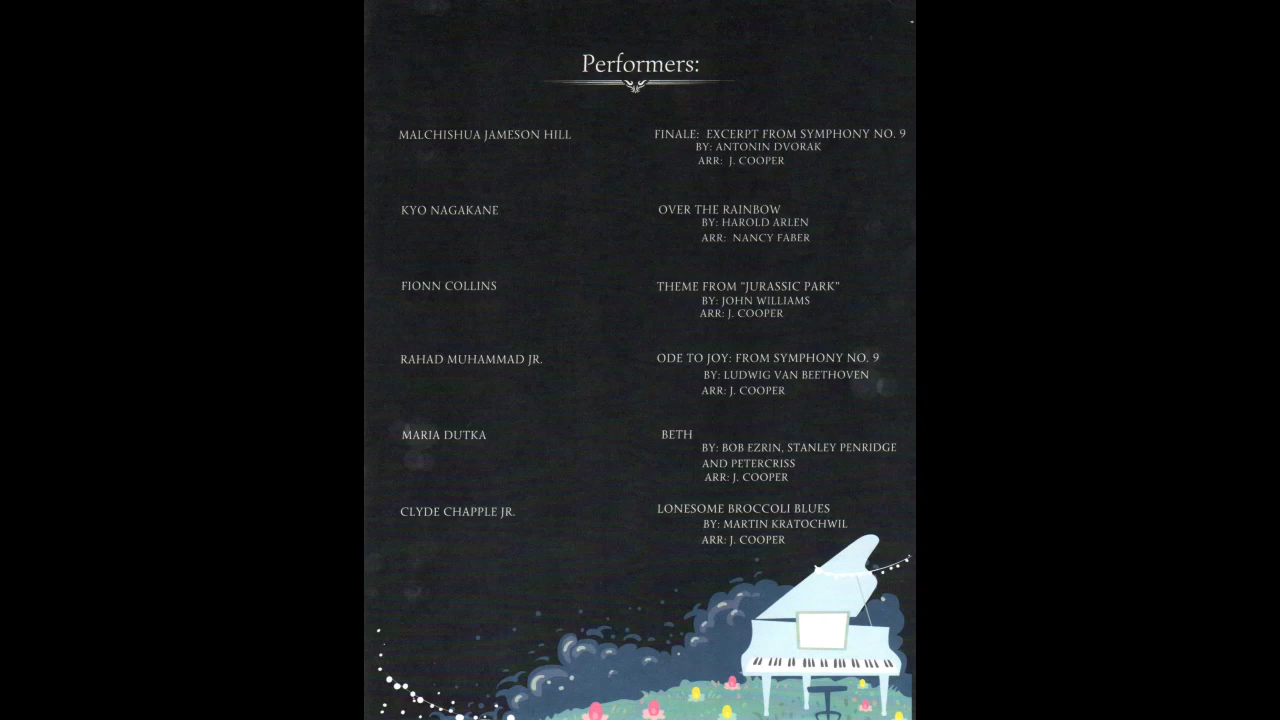 Performers:
MALCHISHUA JAMESON HILL
FINALE: EXCERPT FROM SYMPHONY NO. 9
BY: ANTONIN DVORAK
ARR: J. COOPER
KYO NAGAKANE
OVER THE RAINBOW
BY: HAROLD ARLEN
ARR: NANCY FABER
FIONN COLLINS
THEME FROM "JURASSIC PARK"
BY: JOHN WILLIAMS
ARR: J. COOPER
RAHAD MUHAMMAD JR.
ODE TO JOY: FROM SYMPHONY NO. 9
BY: LUDWIG VAN BEETHOVEN
ARR: J. COOPER
MARIA DUTKA
BETH
BY: BOB EZRIN, STANLEY PENRIDGE
AND PETERCRISS
ARR: J. COOPER
CLYDE CHAPPLE JR.
LONESOME BROCCOLI BLUES
BY: MARTIN KRATOCHWIL
ARR: J. COOPER